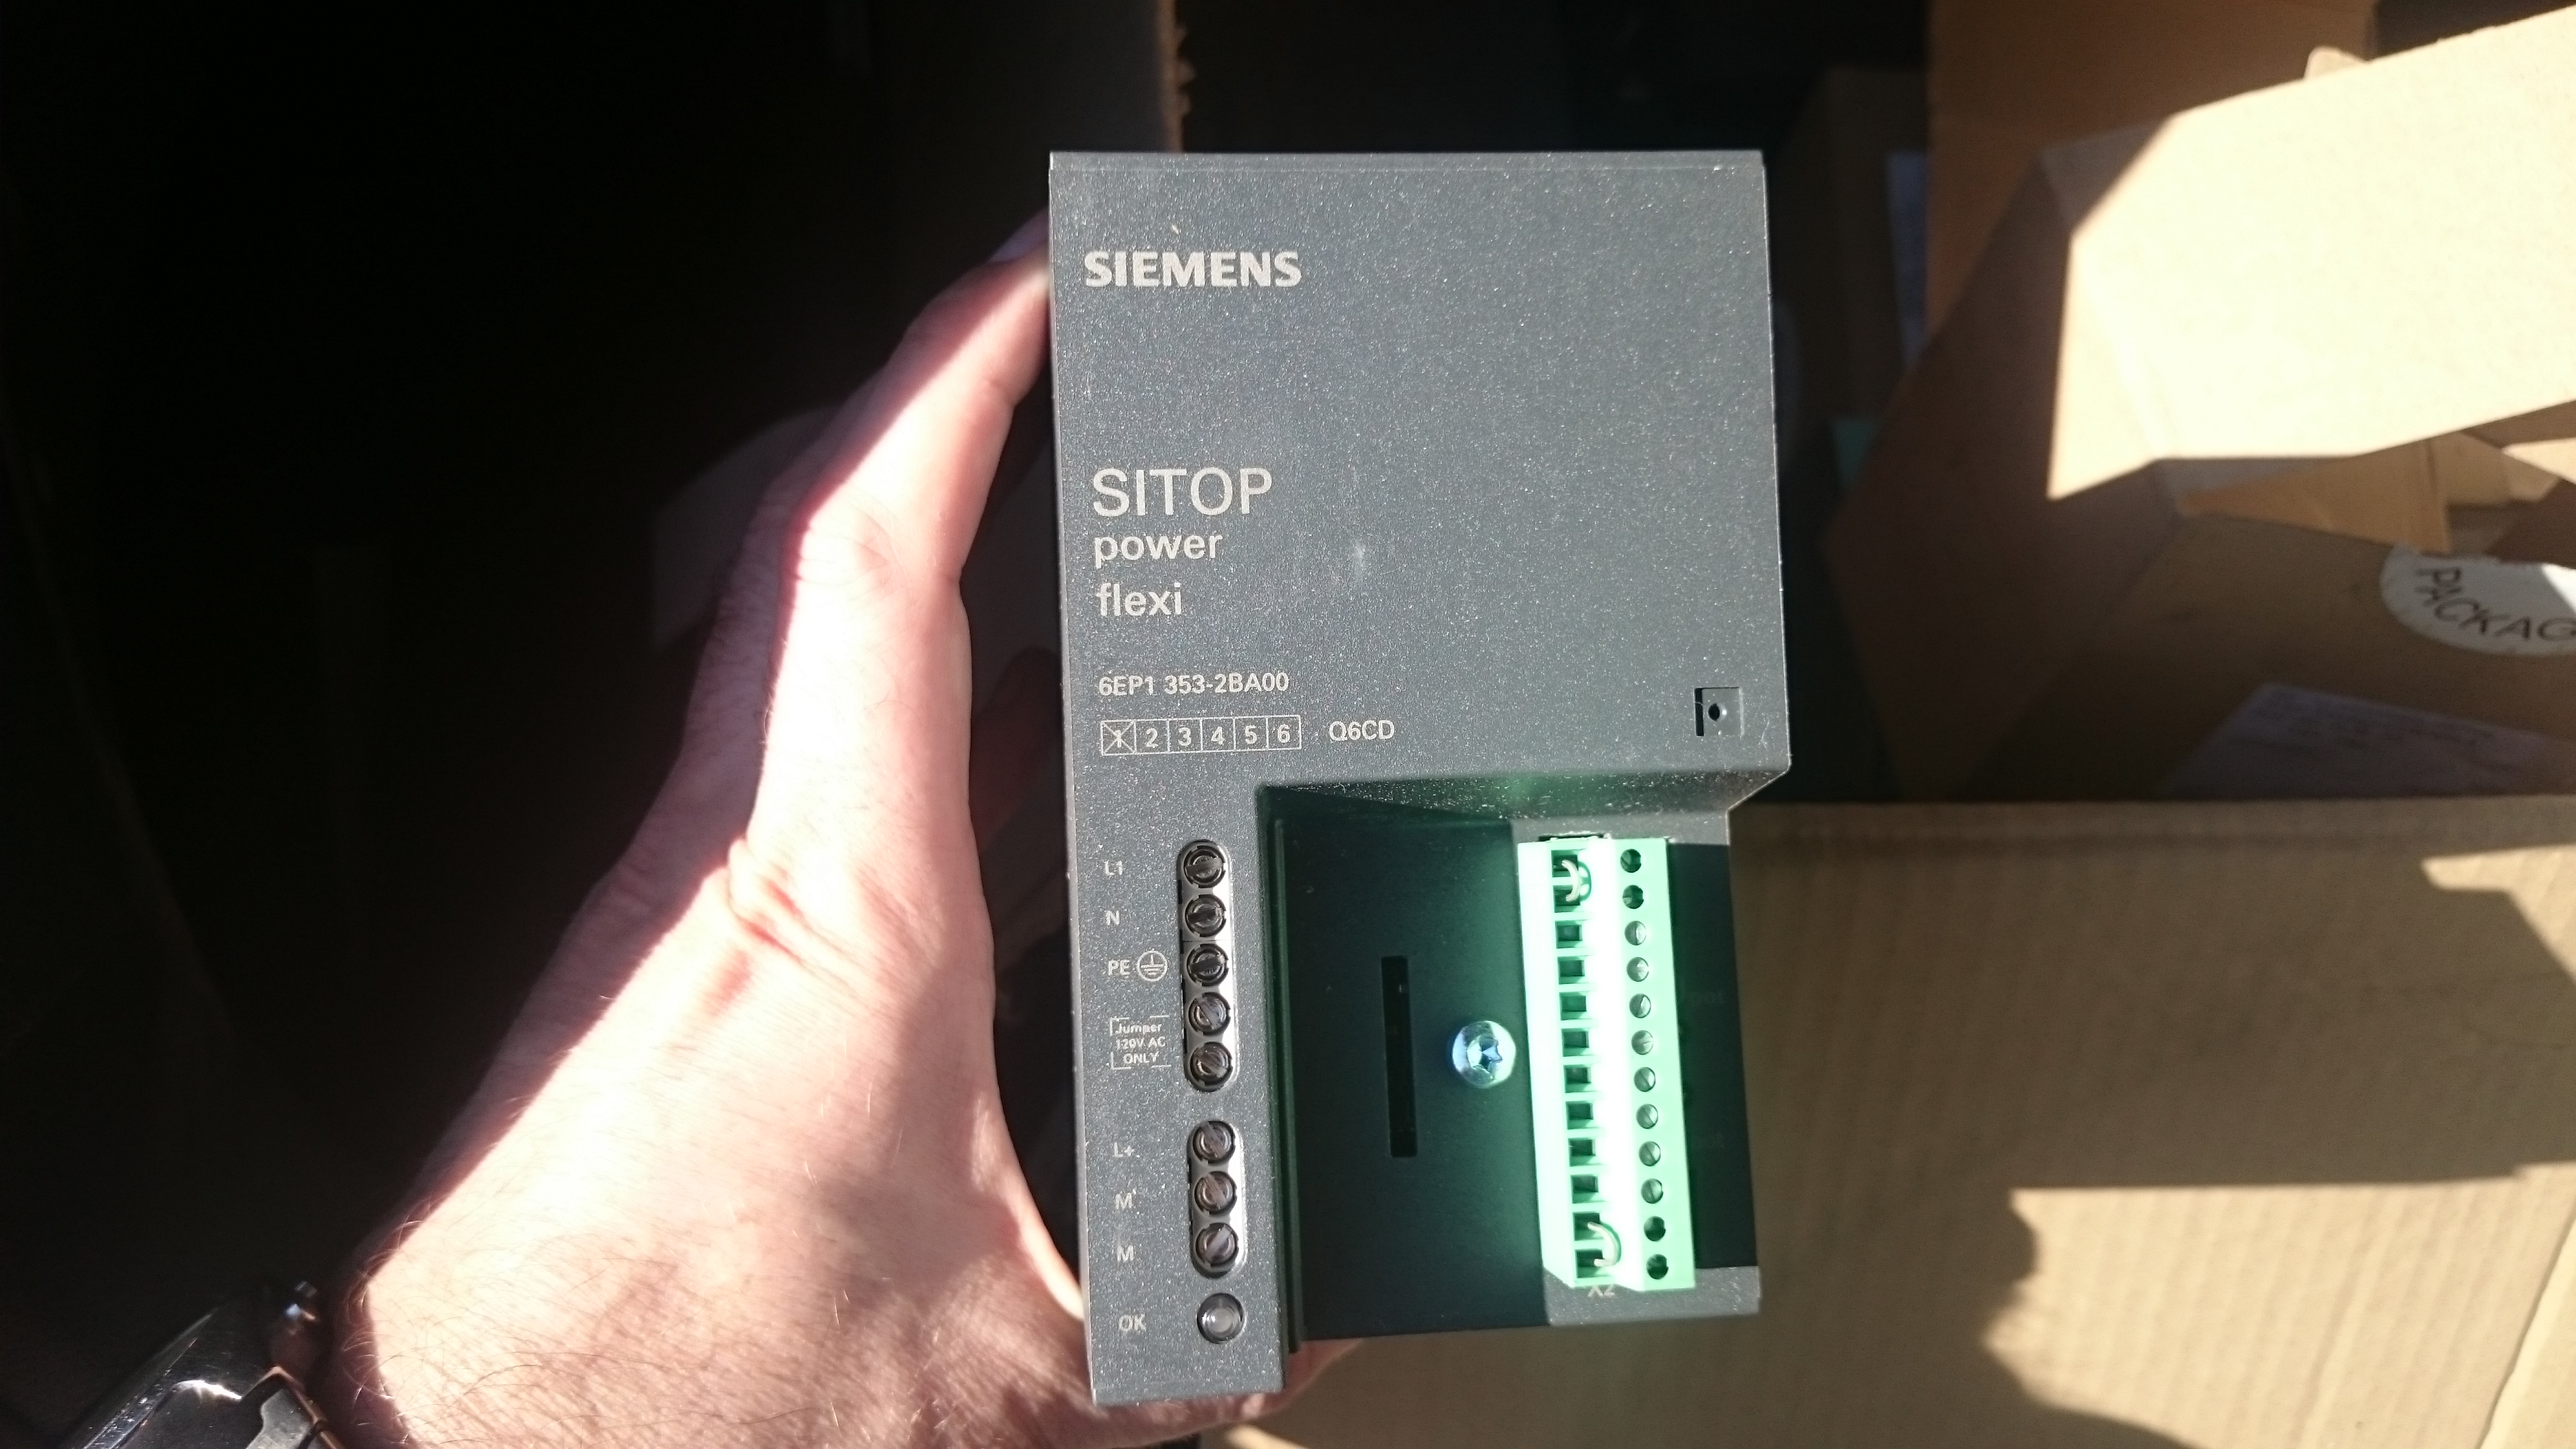 SIEMENS
SITOP
power
flexi
6EP1 353-2BA00
1 2 3 4 5 6 Q6CD
L1
N
PE
Jumper
120V AC
ONLY
L+
M'
M
OK
X2
PACKAG